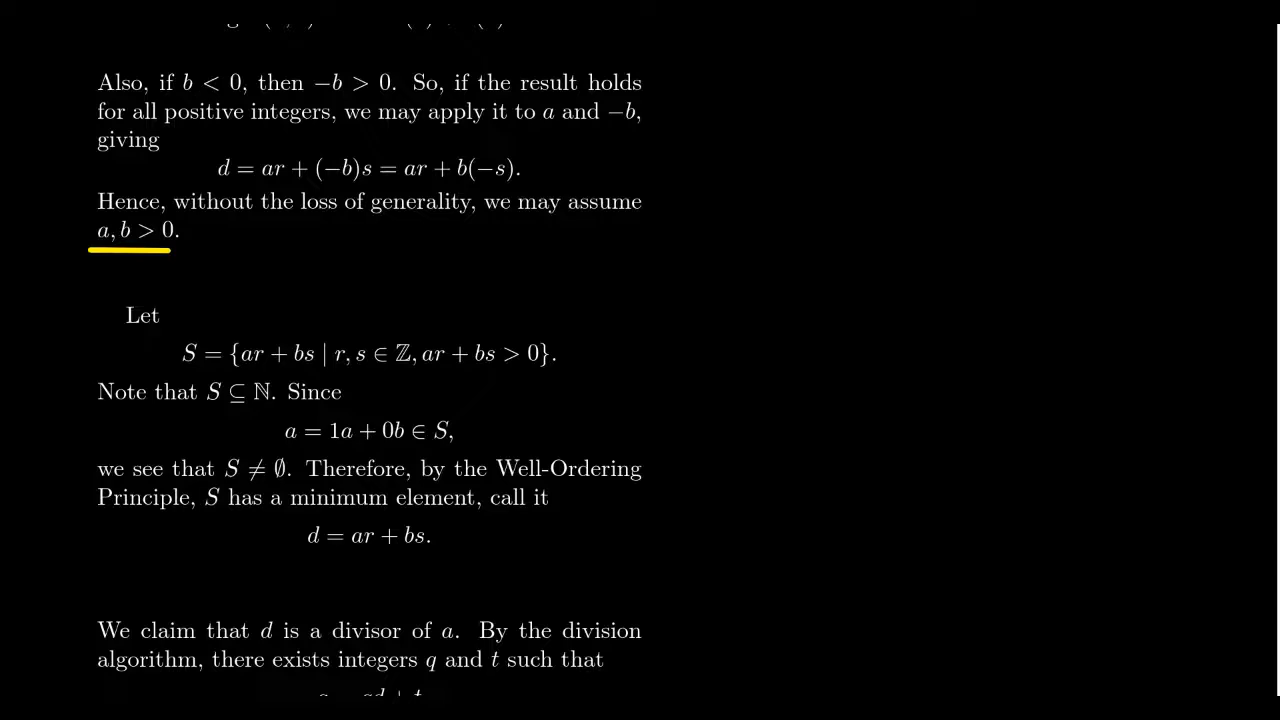 Also, if b < 0, then −b > 0. So, if the result holds
for all positive integers, we may apply it to a and −b,
giving
d = ar + (−b)s = ar + b(−s).
Hence, without the loss of generality, we may assume
a, b > 0.
Let
S = {ar + bs | r, s ∈ ℤ, ar + bs > 0}.
Note that S ⊆ ℕ. Since
a = 1a + 0b ∈ S,
we see that S ≠ ∅. Therefore, by the Well-Ordering
Principle, S has a minimum element, call it
d = ar + bs.
We claim that d is a divisor of a. By the division
algorithm, there exists integers q and t such that